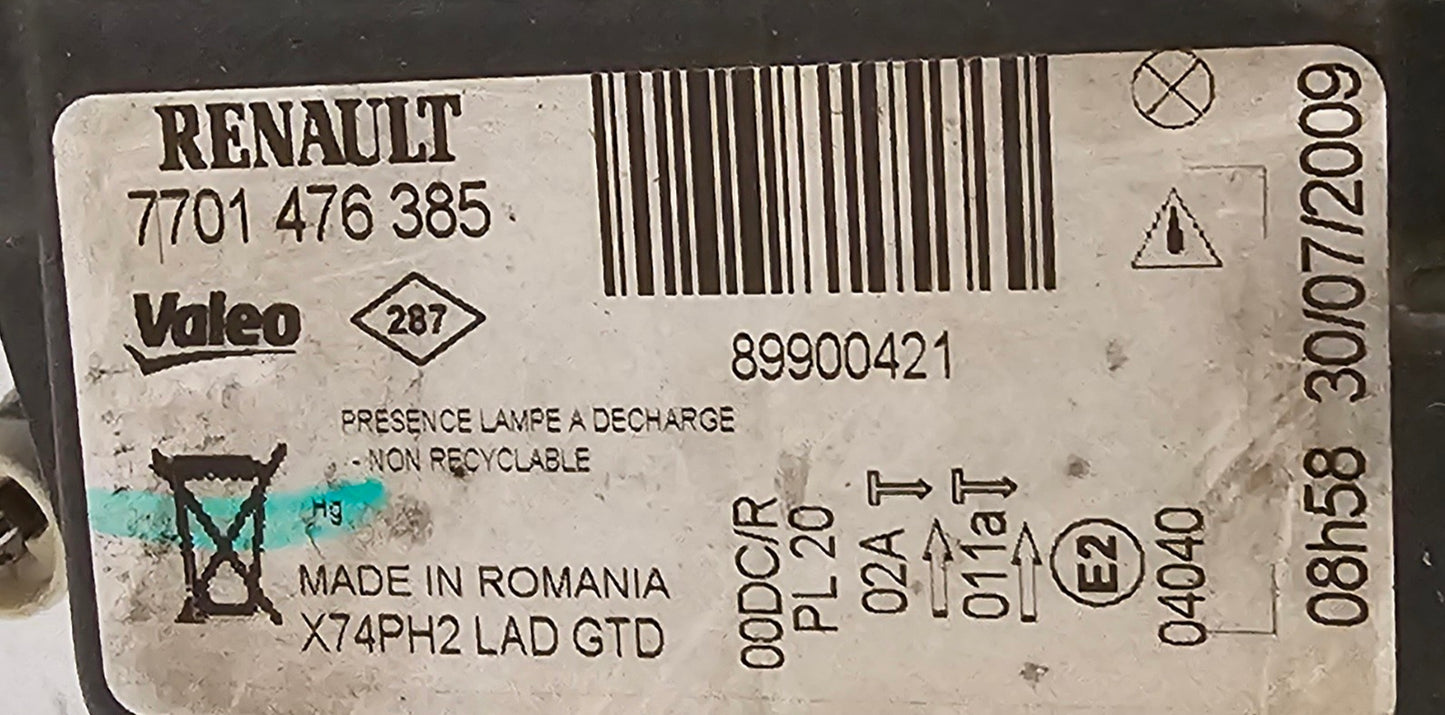 RENAULT
7701 476 385
Valeo
287
89900421
PRESENCE LAMPE A DECHARGE
- NON RECYCLABLE
Hg
MADE IN ROMANIA
X74PH2 LAD GTD
00DC/R
PL 20
02A
011a
E2
04040
08h58 30/07/2009